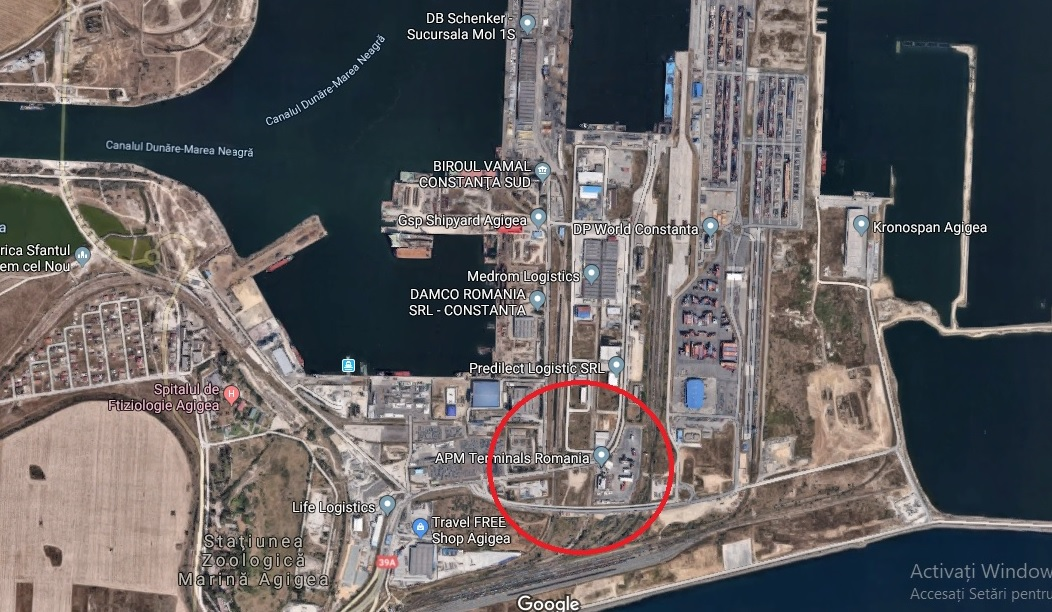 DB Schenker -
Sucursala Mol 1S
Canalul Dunăre-Marea Neagră
Canalul Dunăre-Marea Neagră
BIROUL VAMAL
CONSTANŢA SUD
Gsp Shipyard Agigea
DP World Constanta
Kronospan Agigea
a
rica Sfantul
em cel Nou
Medrom Logistics
DAMCO ROMANIA
SRL - CONSTANTA
Predilect Logistic SRL
Spitalul de
Ftiziologie Agigea
H
APM Terminals Romania
Life Logistics
Travel FREE
Shop Agigea
Stațiunea
Zoologică
Marină Agigea
39A
Activați Window
Accesați Setări pentru
Google